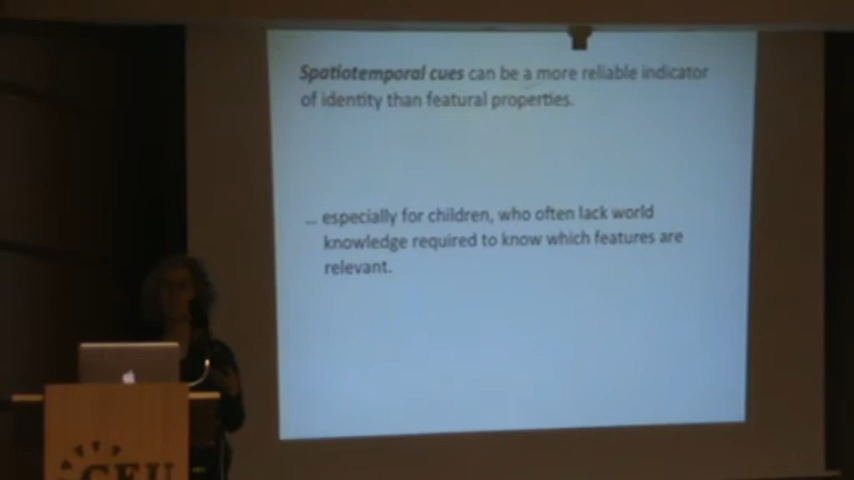 Spatiotemporal cues can be a more reliable indicator
of identity than featural properties.
... especially for children, who often lack world
knowledge required to know which features are
relevant.
CEU